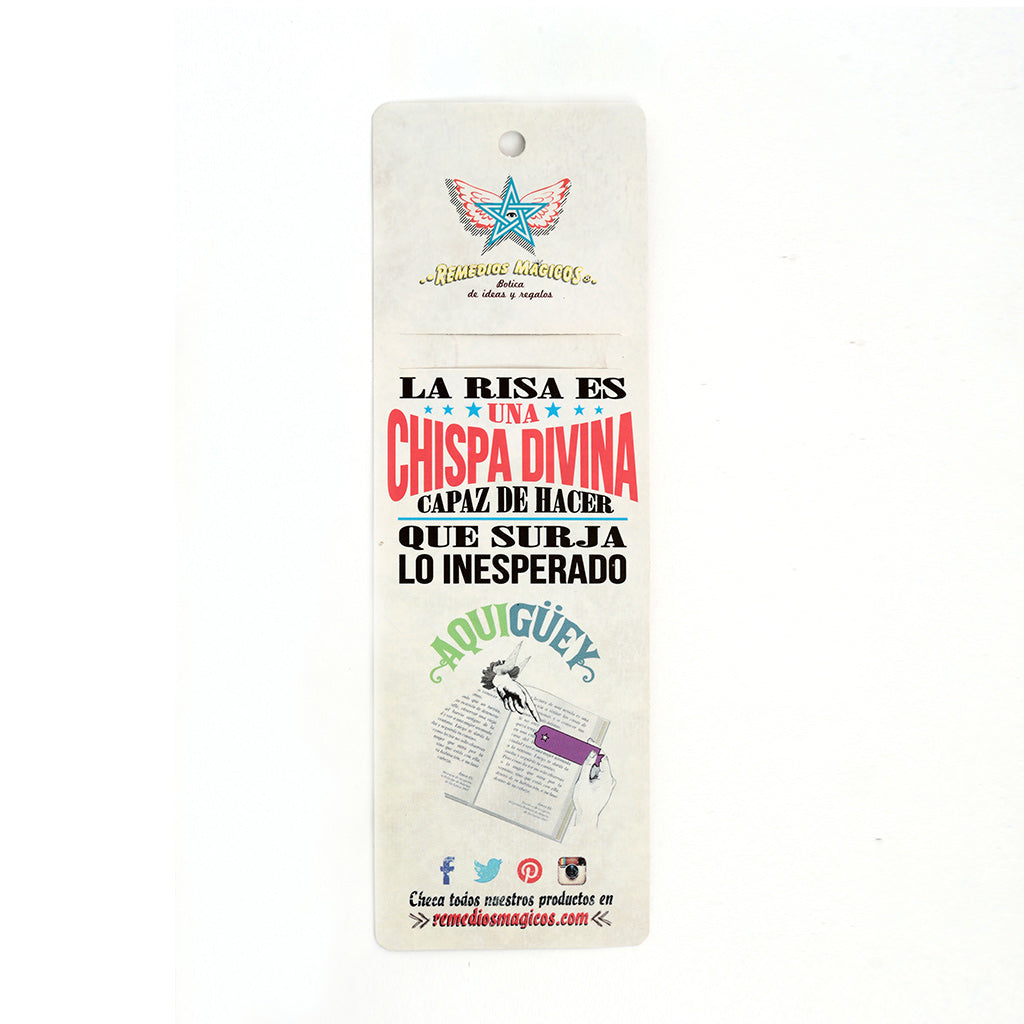 REMEDIOS MAGICOS
Botica
de ideas y regalos
LA RISA ES
UNA
CHISPA DIVINA
CAPAZ DE HACER
QUE SURJA
LO INESPERADO
AQUIGÜEY
Checa todos nuestros productos en
remediosmagicos.com